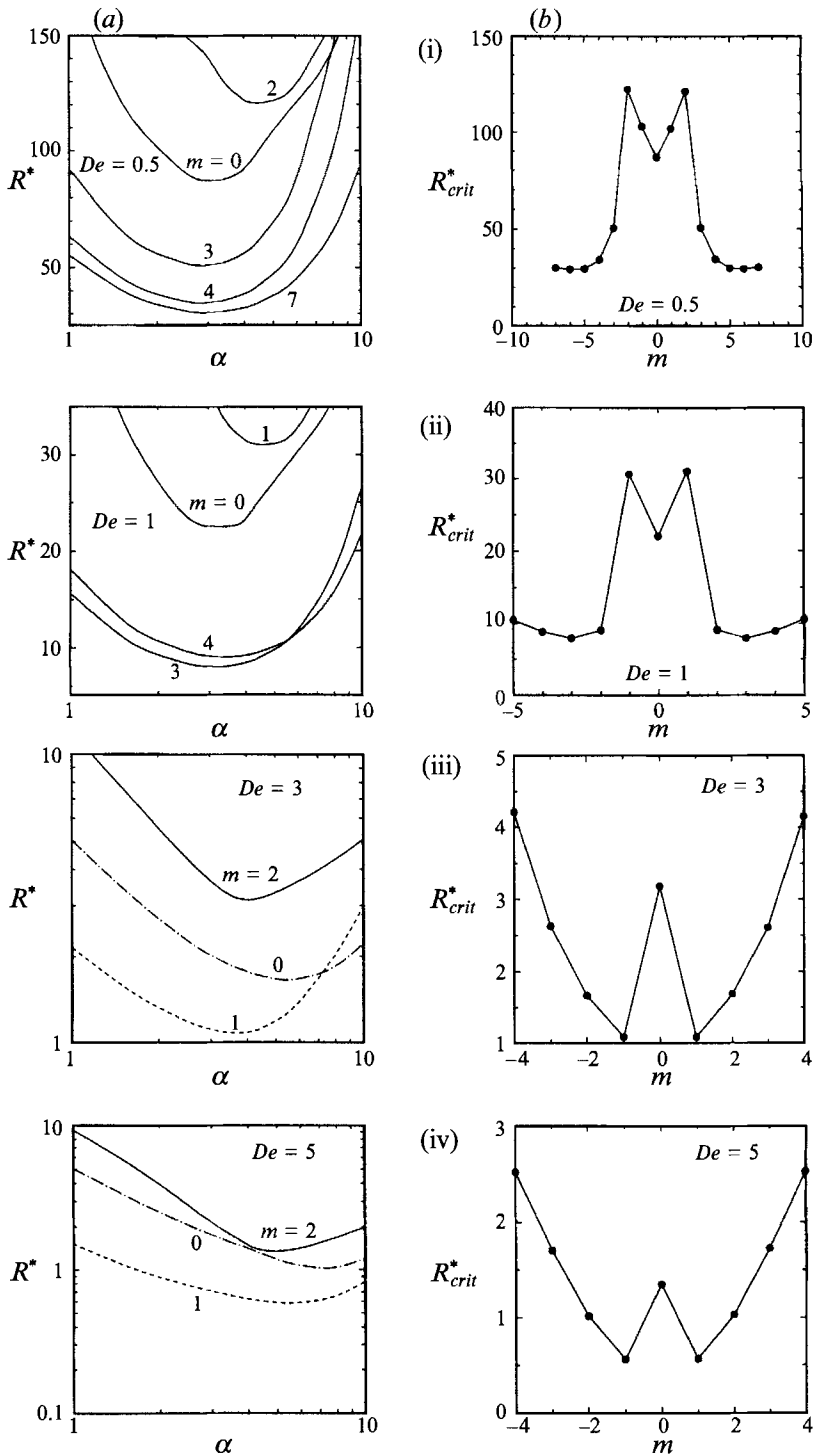 (a)
(b)
150
100
50
R*
De = 0.5
m = 0
2
3
4
7
1
10
α
(i)
150
100
50
0
R*crit
De = 0.5
–10
–5
0
5
10
m
30
20
10
R*
De = 1
m = 0
1
4
3
1
10
α
(ii)
40
30
20
10
0
R*crit
De = 1
–5
0
5
m
10
1
R*
De = 3
m = 2
0
1
1
10
α
(iii)
5
4
3
2
1
R*crit
De = 3
–4
–2
0
2
4
m
10
1
0.1
R*
De = 5
m = 2
0
1
1
10
α
(iv)
3
2
1
0
R*crit
De = 5
–4
–2
0
2
4
m